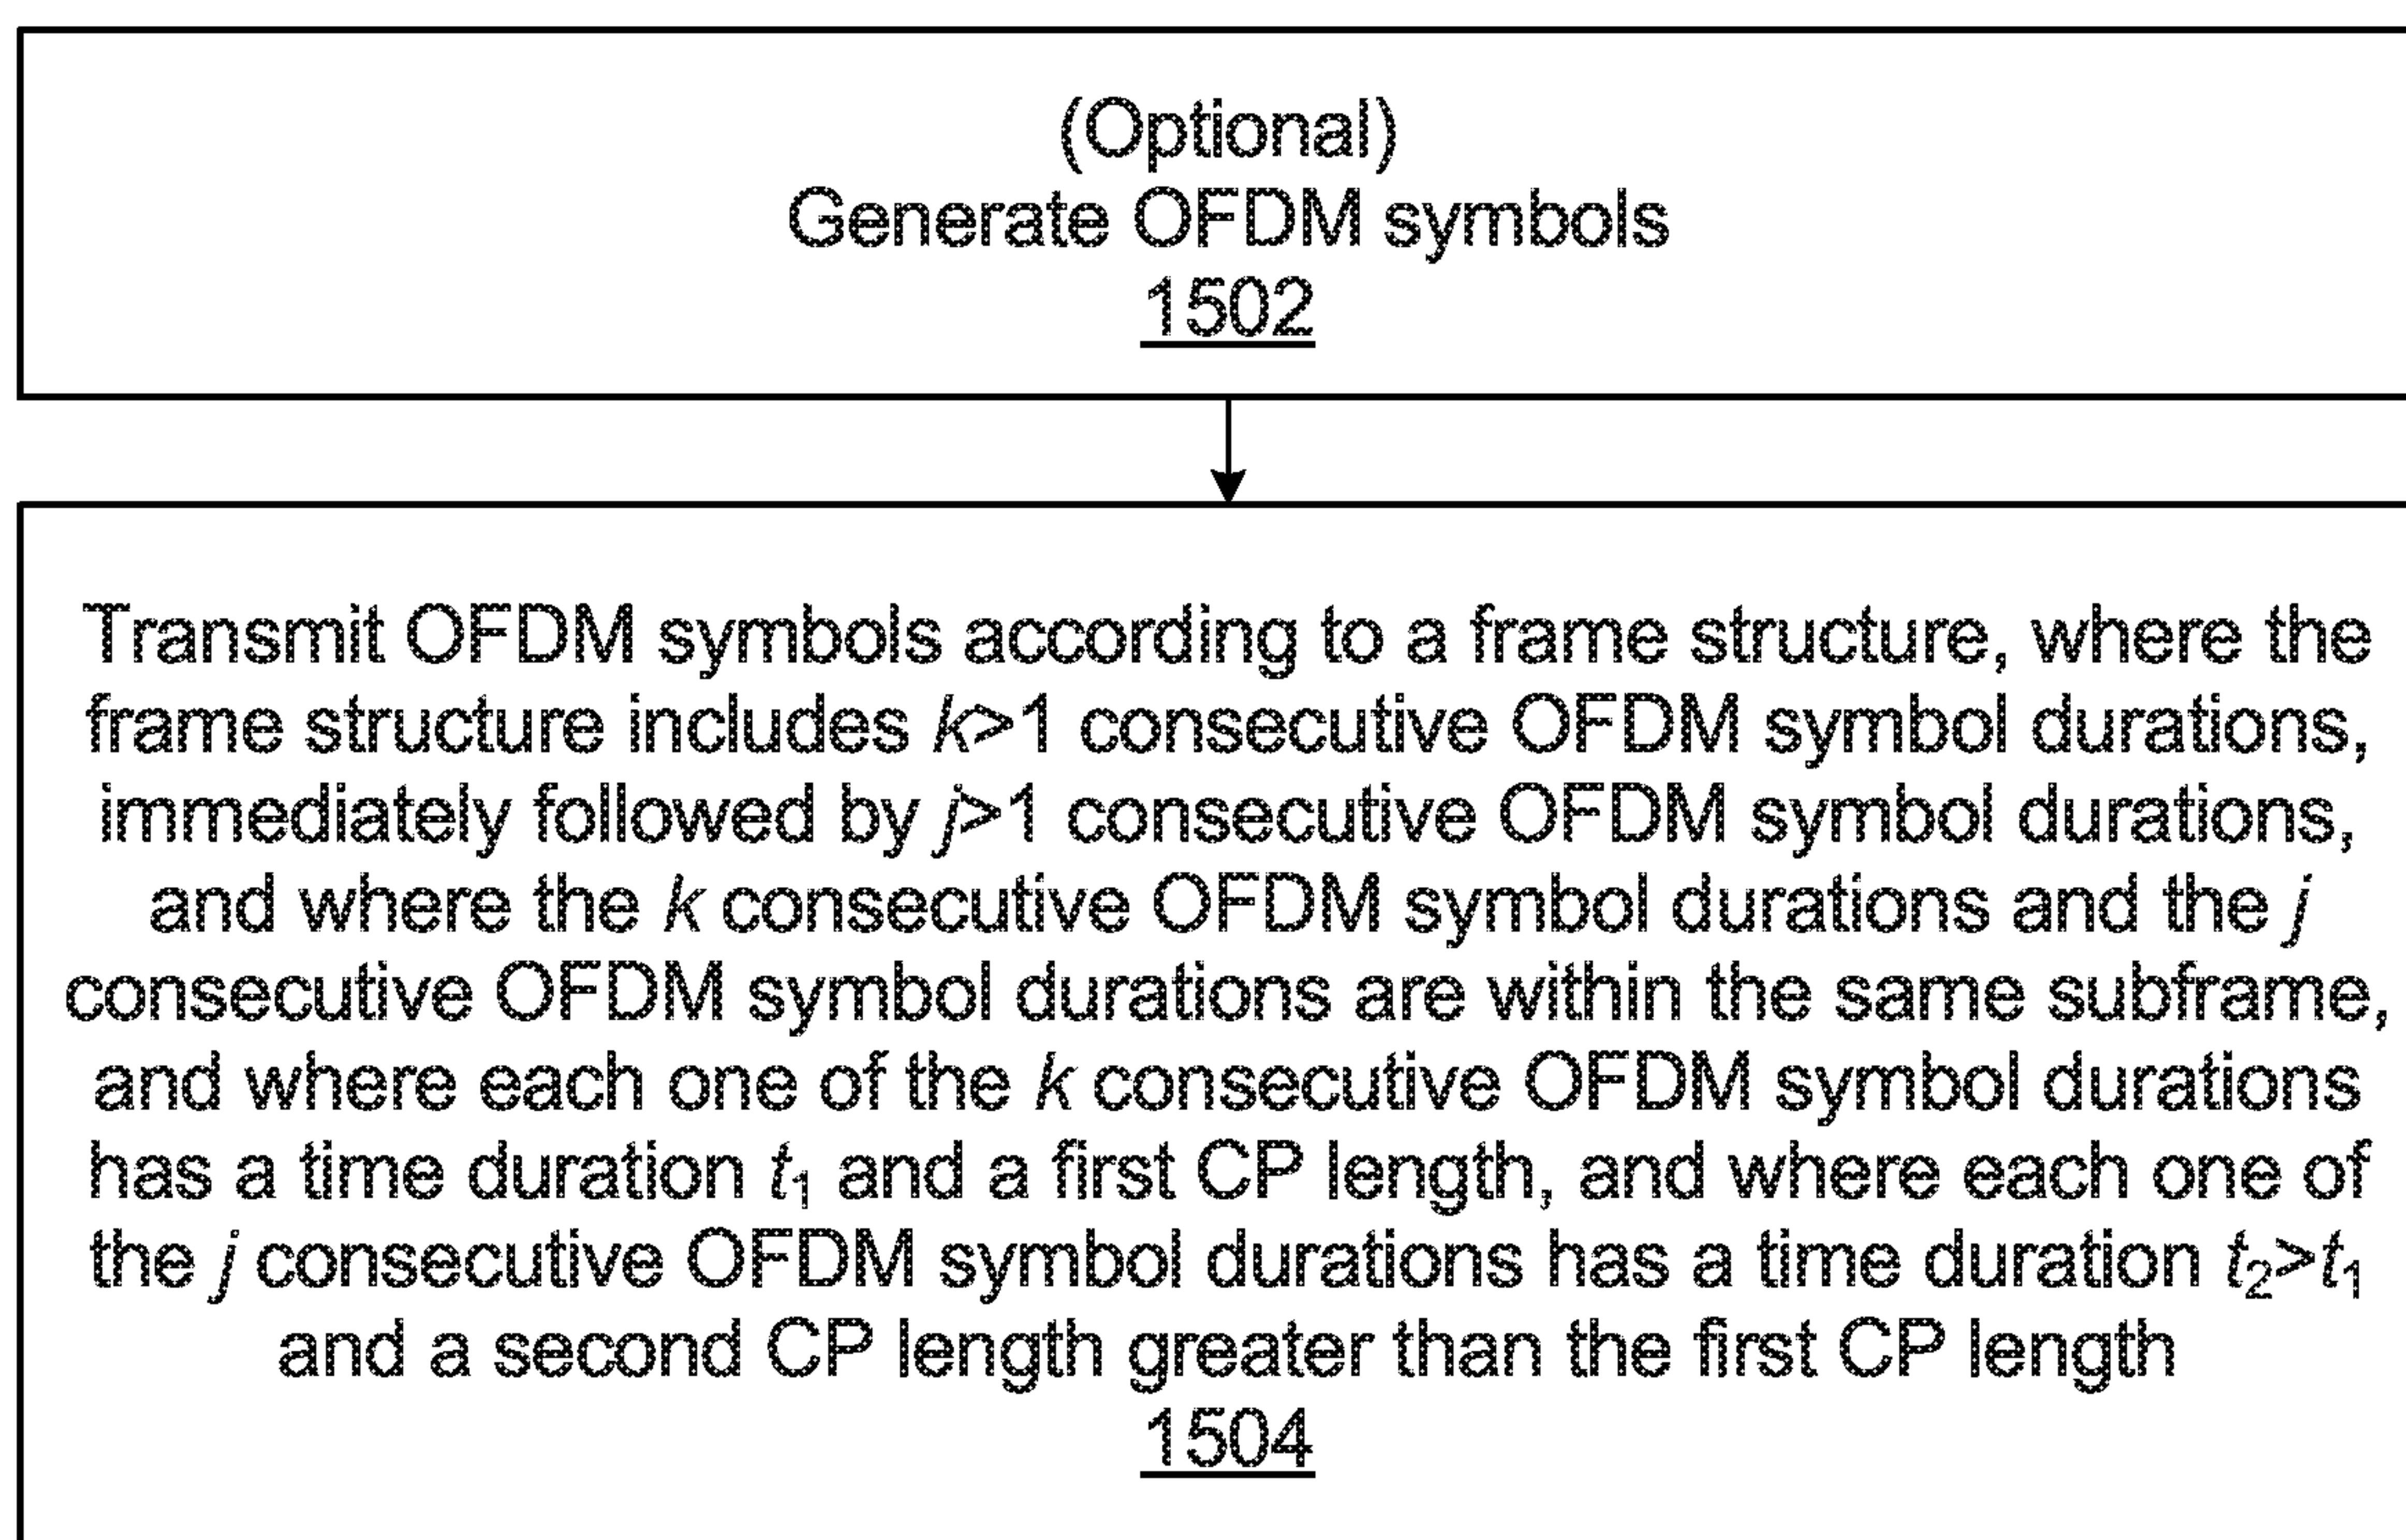 (Optional)
Generate OFDM symbols
1502
Transmit OFDM symbols according to a frame structure, where the
frame structure includes k>1 consecutive OFDM symbol durations,
immediately followed by j>1 consecutive OFDM symbol durations,
and where the k consecutive OFDM symbol durations and the j
consecutive OFDM symbol durations are within the same subframe,
and where each one of the k consecutive OFDM symbol durations
has a time duration t₁ and a first CP length, and where each one of
the j consecutive OFDM symbol durations has a time duration t₂>t₁
and a second CP length greater than the first CP length
1504